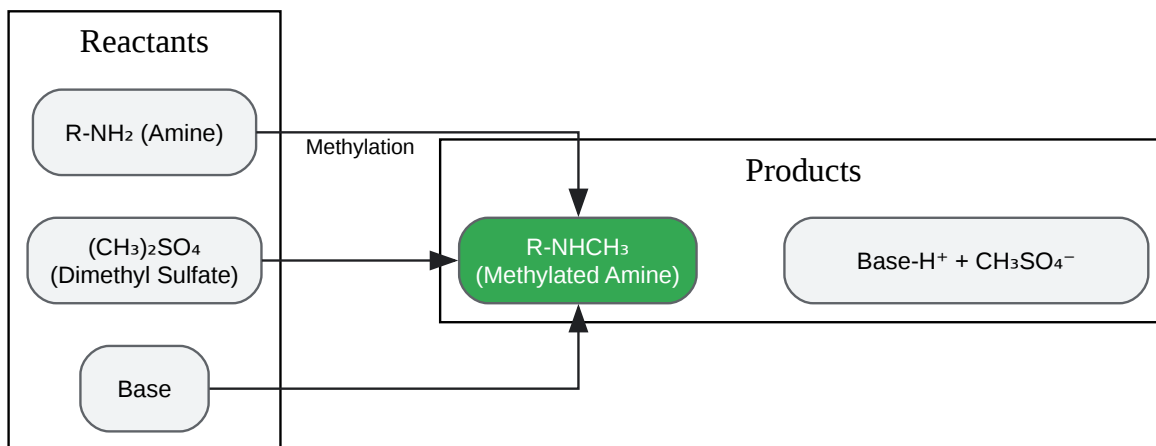 Reactants
R-NH₂ (Amine)
Methylation
Products
(CH₃)₂SO₄
(Dimethyl Sulfate)
R-NHCH₃
(Methylated Amine)
Base-H⁺ + CH₃SO₄⁻
Base